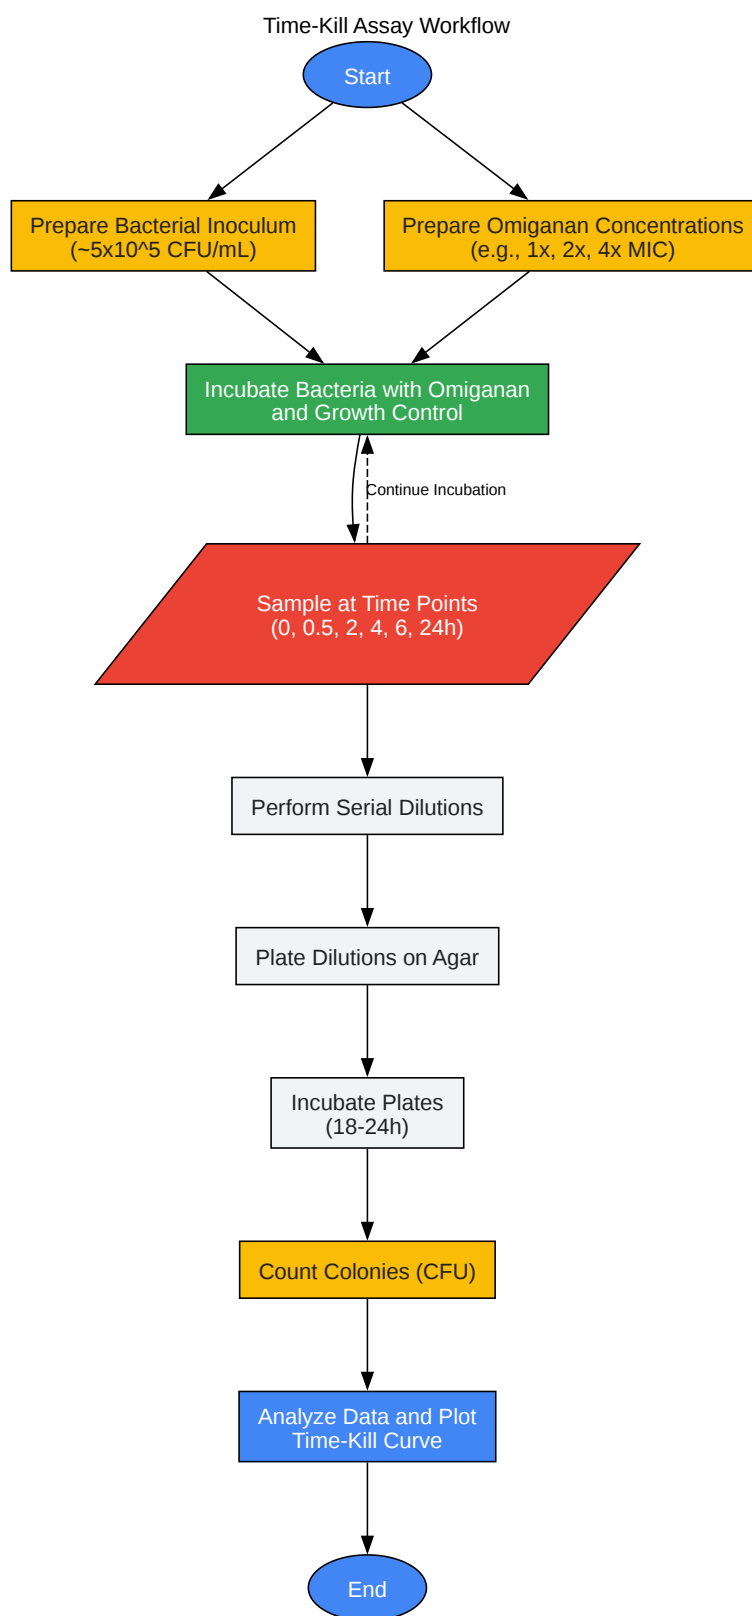 Time-Kill Assay Workflow
Start
Prepare Bacterial Inoculum
(~5x10^5 CFU/mL)
Prepare Omiganan Concentrations
(e.g., 1x, 2x, 4x MIC)
Incubate Bacteria with Omiganan
and Growth Control
Continue Incubation
Sample at Time Points
(0, 0.5, 2, 4, 6, 24h)
Perform Serial Dilutions
Plate Dilutions on Agar
Incubate Plates
(18-24h)
Count Colonies (CFU)
Analyze Data and Plot
Time-Kill Curve
End